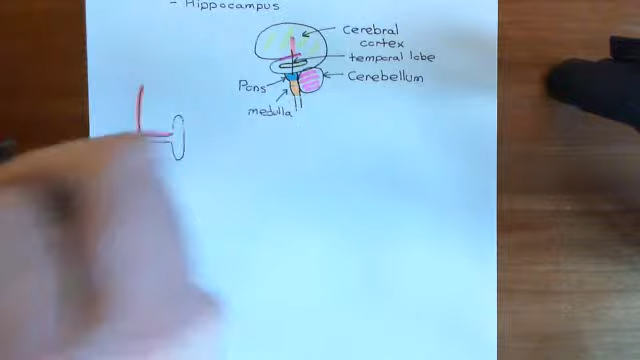 - Hippocampus
Cerebral
cortex
temporal lobe
Pons
Cerebellum
medulla